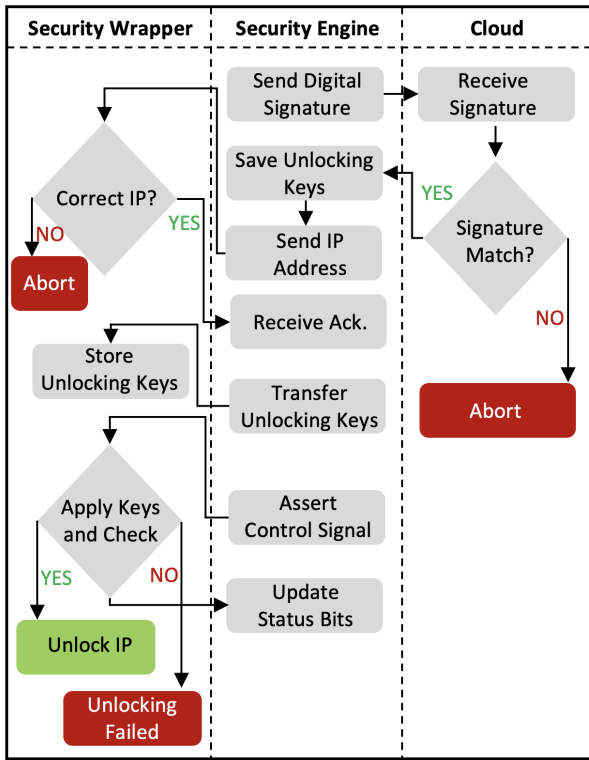 Security Wrapper
Security Engine
Cloud
Send Digital
Signature
Receive
Signature
Correct IP?
Save Unlocking
Keys
YES
Signature
Match?
NO
YES
Abort
Send IP
Address
NO
Receive Ack.
Store
Unlocking Keys
Transfer
Unlocking Keys
Abort
Apply Keys
and Check
Assert
Control Signal
YES
NO
Update
Status Bits
Unlock IP
Unlocking
Failed